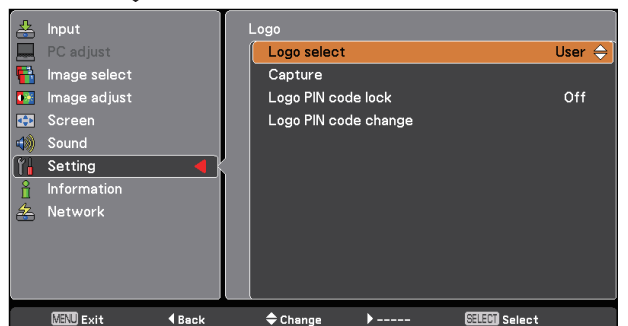 Input
PC adjust
Image select
Image adjust
Screen
Sound
Setting
Information
Network
Logo
Logo select User
Capture
Logo PIN code lock Off
Logo PIN code change
MENU Exit Back Change ----- SELECT Select